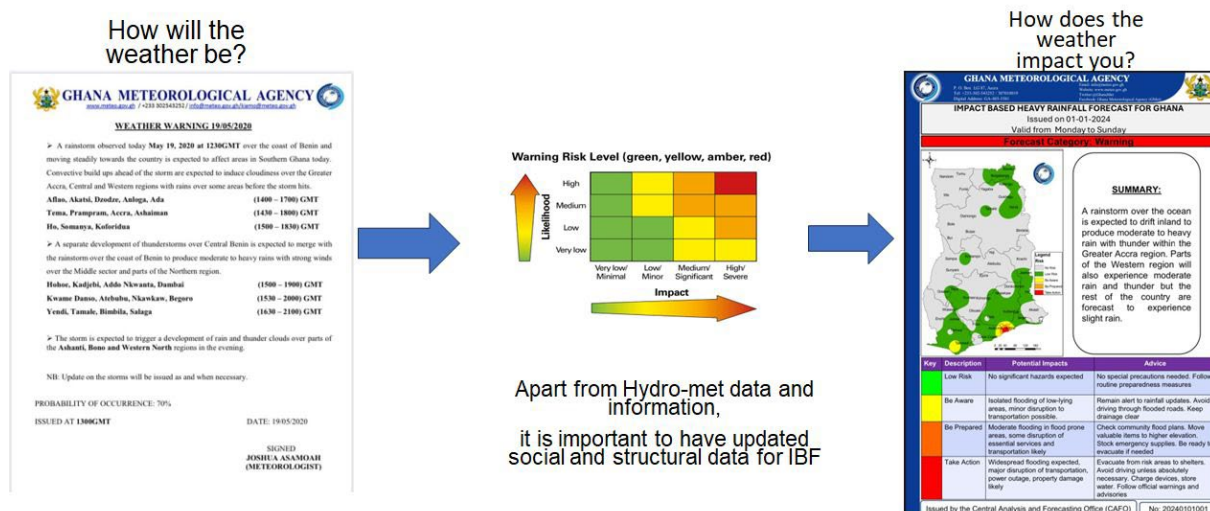 How will the
weather be?
GHANA METEOROLOGICAL AGENCY
www.meteo.gov.gh / +233 302543252 / info@meteo.gov.gh
WEATHER WARNING 19/05/2020
➢ A rainstorm observed today May 19, 2020 at 1230GMT over the coast of Benin and
moving steadily towards the country is expected to affect areas in Southern Ghana today.
Convective build ups ahead of the storm are expected to induce cloudiness over the Greater
Accra, Central and Western regions with rains over some areas before the storm hits.
Aflao, Akatsi, Dzodze, Anloga, Ada (1400 – 1700) GMT
Tema, Prampram, Accra, Ashaiman (1430 – 1800) GMT
Ho, Somanya, Koforidua (1500 – 1830) GMT
➢ A separate development of thunderstorms over Central Benin is expected to merge with
the rainstorm over the coast of Benin to produce moderate to heavy rains with strong winds
over the Middle sector and parts of the Northern region.
Hohoe, Kadjebi, Addo Nkwanta, Dambai (1500 – 1900) GMT
Kwame Danso, Atebubu, Nkawkaw, Begoro (1530 – 2000) GMT
Yendi, Tamale, Bimbila, Salaga (1630 – 2100) GMT
➢ The storm is expected to trigger a development of rain and thunder clouds over parts of
the Ashanti, Bono and Western North regions in the evening.
NB: Update on the storms will be issued as and when necessary.
PROBABILITY OF OCCURRENCE: 70%
ISSUED AT 1300GMT DATE: 19/05/2020
SIGNED
JOSHUA ASAMOAH
(METEOROLOGIST)
Warning Risk Level (green, yellow, amber, red)
Likelihood
High
Medium
Low
Very low
Very low/
Minimal
Low/
Minor
Medium/
Significant
High/
Severe
Impact
Apart from Hydro-met data and
information,
it is important to have updated
social and structural data for IBF
How does the
weather
impact you?
GHANA METEOROLOGICAL AGENCY
IMPACT BASED HEAVY RAINFALL FORECAST FOR GHANA
Issued on 01-01-2024
Valid from Monday to Sunday
Forecast Category: Warning
Legend
Risk
No Risk
Low Risk
Be Aware
Be Prepared
Take Action
SUMMARY:
A rainstorm over the ocean
is expected to drift inland to
produce moderate to heavy
rain with thunder within the
Greater Accra region. Parts
of the Western region will
also experience moderate
rain and thunder but the
rest of the country are
forecast to experience
slight rain.
Key Description Potential Impacts Advice
Low Risk No significant hazards expected No special precautions needed. Follow
routine preparedness measures
Be Aware Isolated flooding of low-lying
areas, minor disruption to
transportation possible.
Remain alert to rainfall updates. Avoid
driving through flooded roads. Keep
drainage clear
Be Prepared Moderate flooding in flood prone
areas, some disruption of
essential services and
transportation likely
Check community flood plans. Move
valuable items to higher elevation.
Stock emergency supplies. Be ready to
evacuate if needed
Take Action Widespread flooding expected,
major disruption of transportation,
power outage, property damage
likely
Evacuate from risk areas to shelters.
Avoid driving unless absolutely
necessary. Charge devices, store
water. Follow official warnings and
advisories
Issued by the Central Analysis and Forecasting Office (CAFO) No: 20240101001